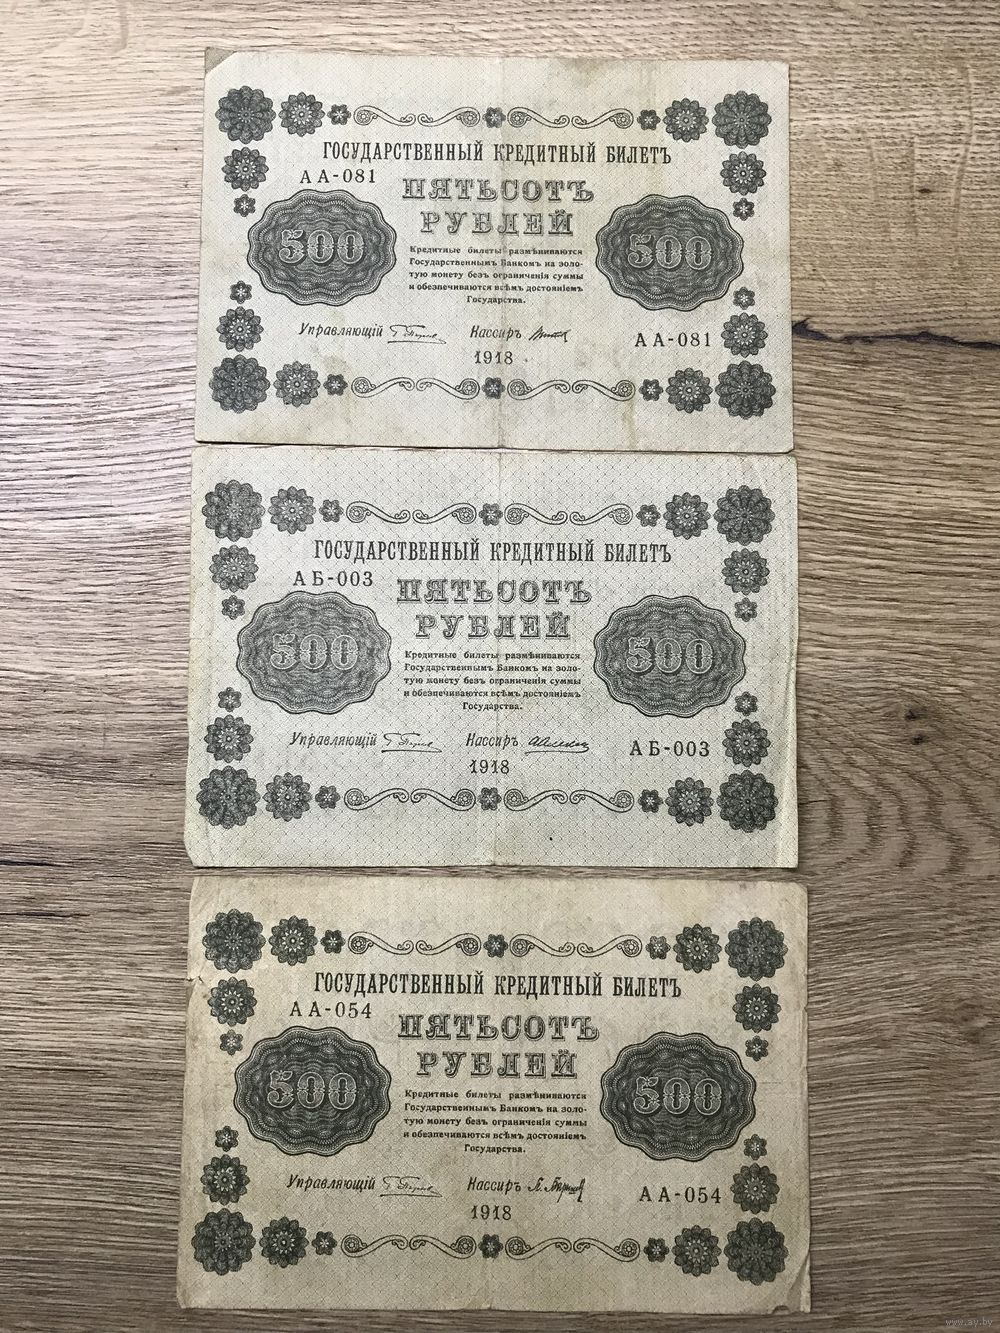 ГОСУДАРСТВЕННЫЙ КРЕДИТНЫЙ БИЛЕТЪ
АА-081
ПЯТЬСОТЪ
РУБЛЕЙ
500
500
Кредитные билеты размѣниваются
Государственнымъ Банкомъ на золо-
тую монету безъ ограниченія суммы
и обезпечиваются всѣмъ достояніемъ
Государства.
Управляющій
Кассиръ
АА-081
1918
ГОСУДАРСТВЕННЫЙ КРЕДИТНЫЙ БИЛЕТЪ
АБ-003
ПЯТЬСОТЪ
РУБЛЕЙ
500
500
Кредитные билеты размѣниваются
Государственнымъ Банкомъ на золо-
тую монету безъ ограниченія суммы
и обезпечиваются всѣмъ достояніемъ
Государства.
Управляющій
Кассиръ
АБ-003
1918
ГОСУДАРСТВЕННЫЙ КРЕДИТНЫЙ БИЛЕТЪ
АА-054
ПЯТЬСОТЪ
РУБЛЕЙ
500
500
Кредитные билеты размѣниваются
Государственнымъ Банкомъ на золо-
тую монету безъ ограниченія суммы
и обезпечиваются всѣмъ достояніемъ
Государства.
Управляющій
Кассиръ
АА-054
1918
www.ay.by